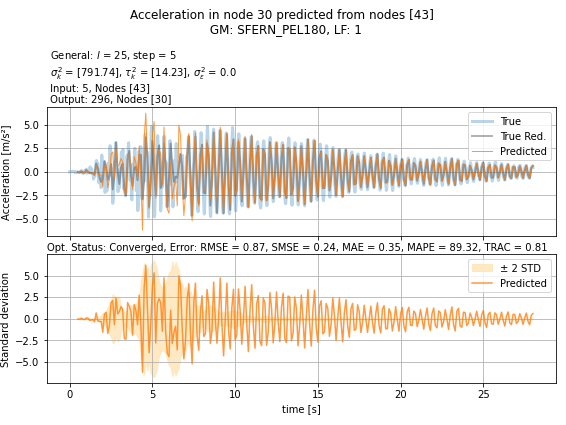 Acceleration in node 30 predicted from nodes [43]
GM: SFERN_PEL180, LF: 1
General: l = 25, step = 5
σ²ₖ = [791.74], τ²ₖ = [14.23], σ²ε = 0.0
Input: 5, Nodes [43]
Output: 296, Nodes [30]
Acceleration [m/s²]
5.0
2.5
0.0
−2.5
−5.0
True
True Red.
Predicted
Opt. Status: Converged, Error: RMSE = 0.87, SMSE = 0.24, MAE = 0.35, MAPE = 89.32, TRAC = 0.81
Standard deviation
5.0
2.5
0.0
−2.5
−5.0
± 2 STD
Predicted
0 5 10 15 20 25
time [s]